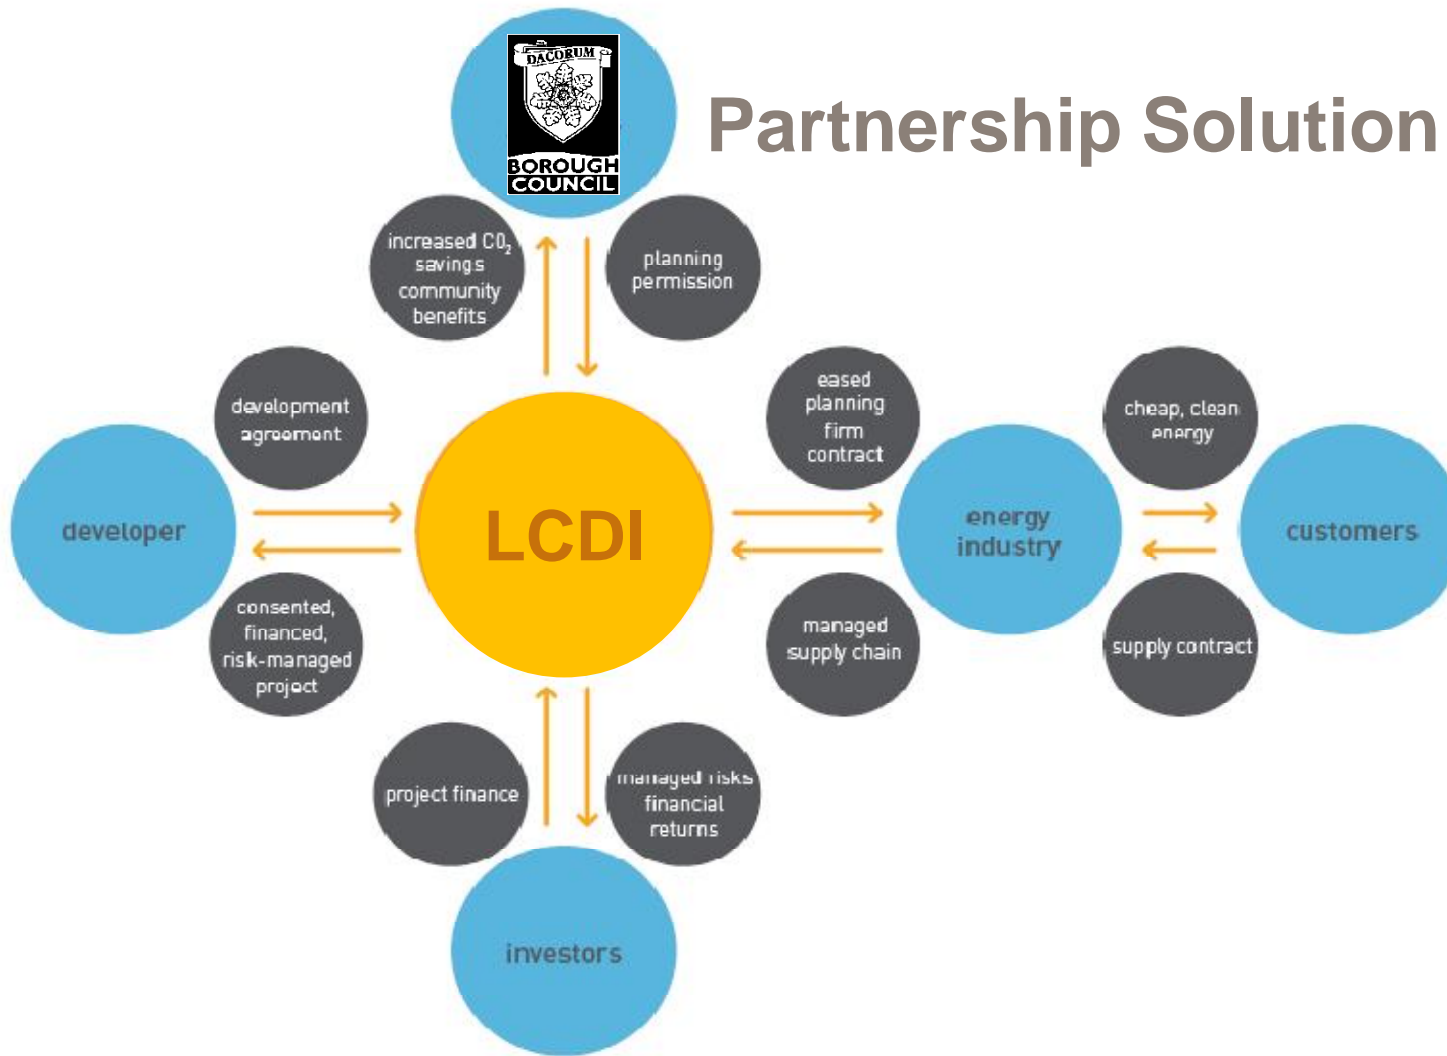 DACORUM
BOROUGH
COUNCIL
Partnership Solution
increased CO₂
savings
community
benefits
planning
permission
development
agreement
eased
planning
firm
contract
cheap, clean
energy
developer
LCDI
energy
industry
customers
consented,
financed,
risk-managed
project
managed
supply chain
supply contract
project finance
managed risks
financial
returns
investors